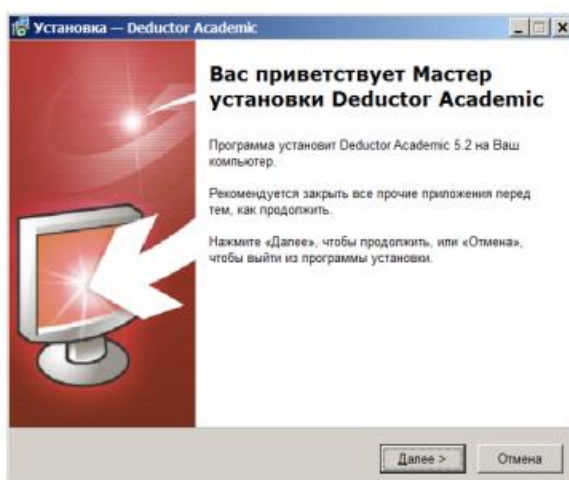 Установка — Deductor Academic
Вас приветствует Мастер
установки Deductor Academic
Программа установит Deductor Academic 5.2 на Ваш
компьютер.
Рекомендуется закрыть все прочие приложения перед
тем, как продолжить.
Нажмите «Далее», чтобы продолжить, или «Отмена»,
чтобы выйти из программы установки.
Далее >
Отмена